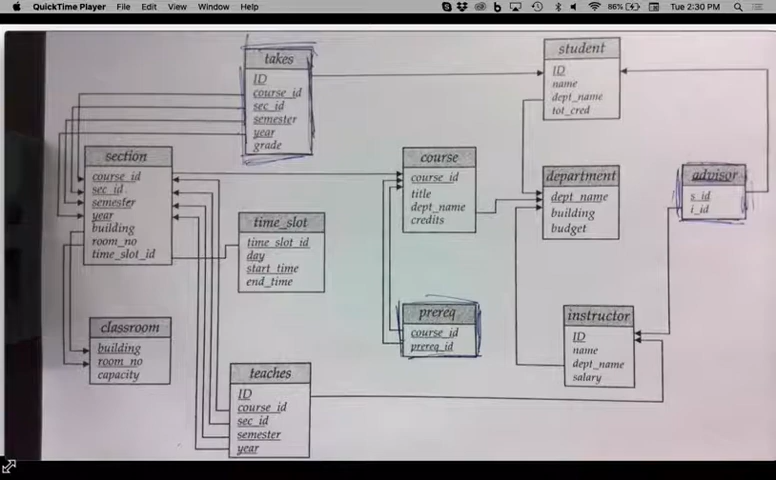 QuickTime Player File Edit View Window Help 86% Tue 2:30 PM
takes
ID
course_id
sec_id
semester
year
grade
student
ID
name
dept_name
tot_cred
section
course_id
sec_id
semester
year
building
room_no
time_slot_id
course
course_id
title
dept_name
credits
department
dept_name
building
budget
advisor
s_id
i_id
time_slot
time_slot_id
day
start_time
end_time
prereq
course_id
prereq_id
instructor
ID
name
dept_name
salary
classroom
building
room_no
capacity
teaches
ID
course_id
sec_id
semester
year